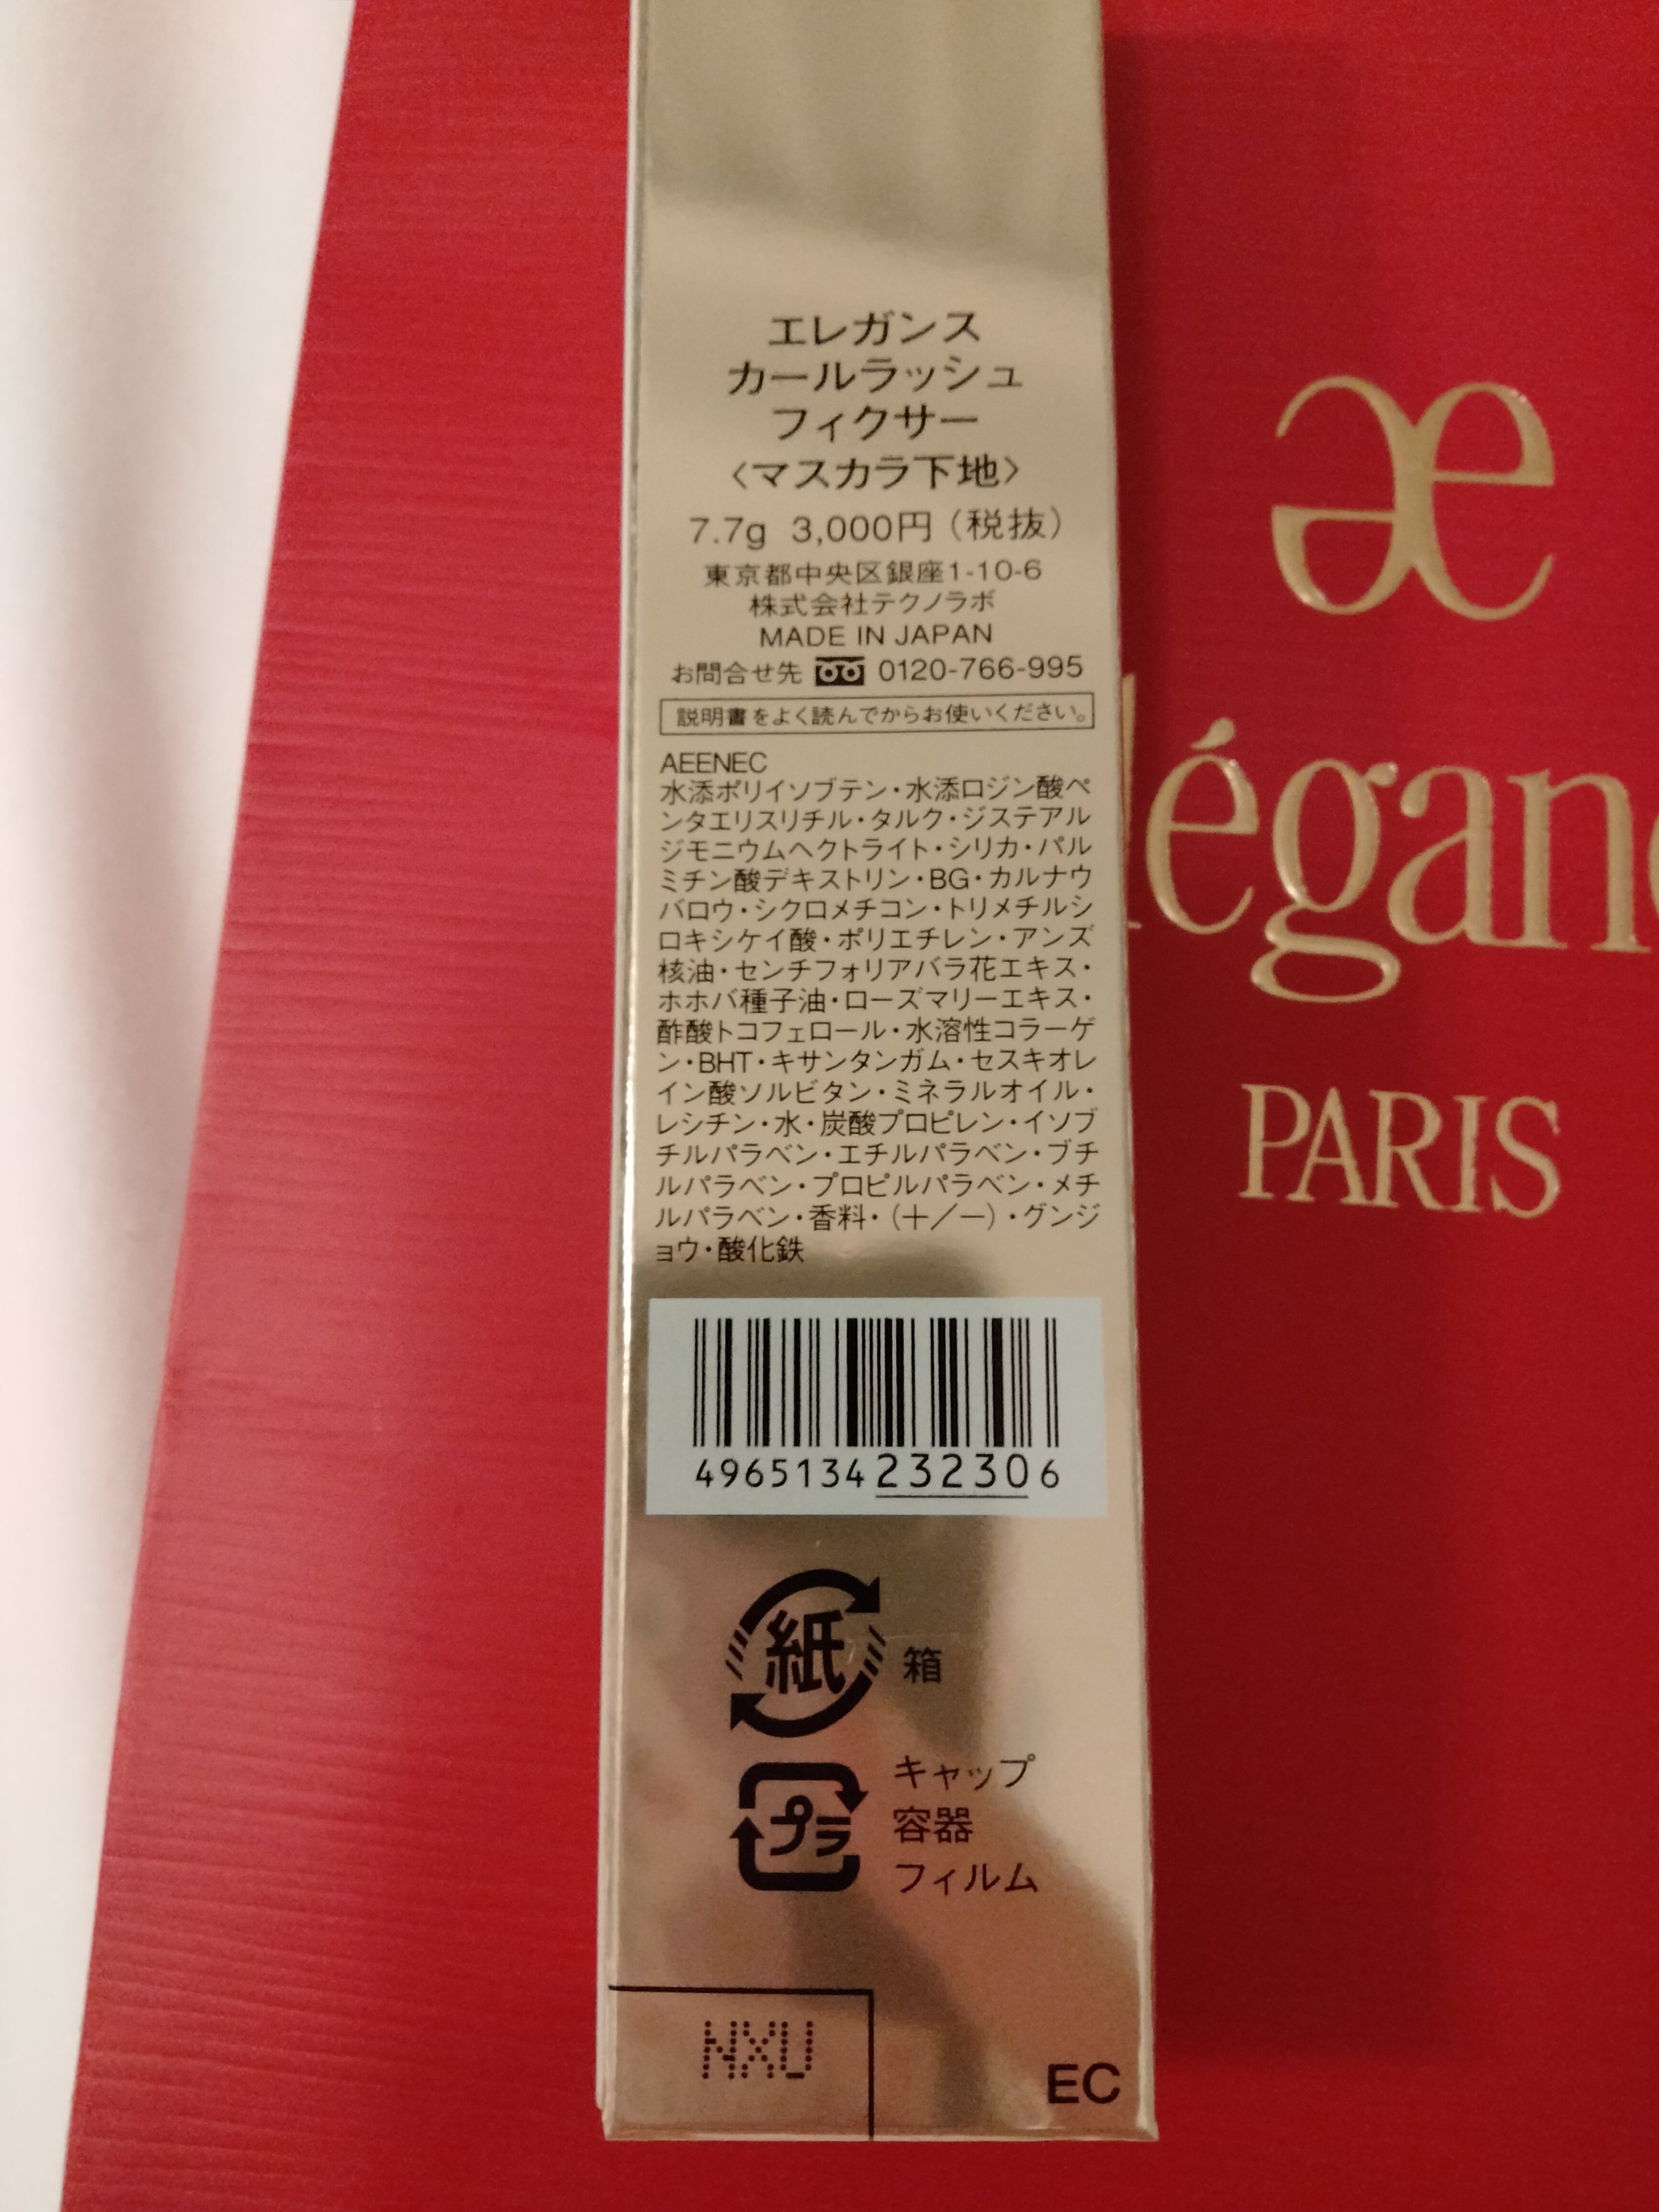 エレガンス
カールラッシュ
フィクサー
〈マスカラ下地〉
7.7g 3,000円（税抜）
東京都中央区銀座1-10-6
株式会社テクノラボ
MADE IN JAPAN
お問合せ先 0120-766-995
説明書をよく読んでからお使いください。
AEENEC
水添ポリイソブテン・水添ロジン酸ペ
ンタエリスリチル・タルク・ジステアル
ジモニウムヘクトライト・シリカ・パル
ミチン酸デキストリン・BG・カルナウ
バロウ・シクロメチコン・トリメチルシ
ロキシケイ酸・ポリエチレン・アンズ
核油・センチフォリアバラ花エキス・
ホホバ種子油・ローズマリーエキス・
酢酸トコフェロール・水溶性コラーゲ
ン・BHT・キサンタンガム・セスキオレ
イン酸ソルビタン・ミネラルオイル・
レシチン・水・炭酸プロピレン・イソブ
チルパラベン・エチルパラベン・ブチ
ルパラベン・プロピルパラベン・メチ
ルパラベン・香料・（＋／－）・グンジ
ョウ・酸化鉄
4965134232306
紙 箱
プラ
キャップ
容器
フィルム
NXU
EC
æ
légan
PARIS